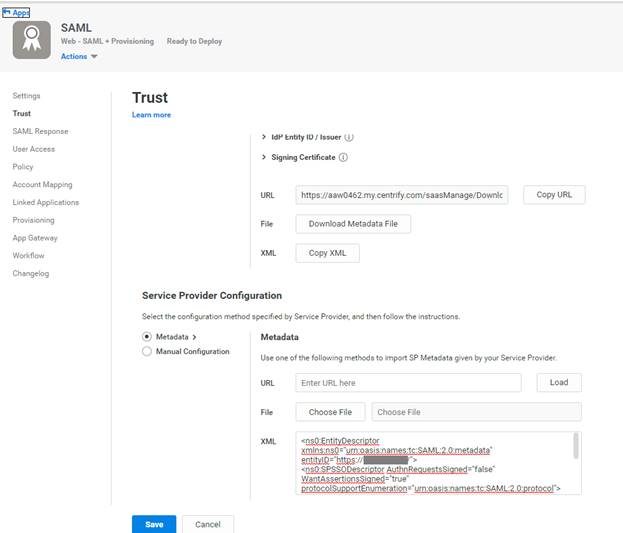 Apps
SAML
Web - SAML + Provisioning Ready to Deploy
Actions
Settings
Trust
SAML Response
User Access
Policy
Account Mapping
Linked Applications
Provisioning
App Gateway
Workflow
Changelog
Trust
Learn more
IdP Entity ID / Issuer
Signing Certificate
URL https://aaw0462.my.centrify.com/saasManage/Downlc Copy URL
File Download Metadata File
XML Copy XML
Service Provider Configuration
Select the configuration method specified by Service Provider, and then follow the instructions.
Metadata
Manual Configuration
Metadata
Use one of the following methods to import SP Metadata given by your Service Provider.
URL Enter URL here Load
File Choose File Choose File
XML <ns0:EntityDescriptor
xmlns:ns0="urn:oasis:names:tc:SAML:2.0:metadata"
entityID="https:// /">
<ns0:SPSSODescriptor AuthnRequestsSigned="false"
WantAssertionsSigned="true"
protocolSupportEnumeration="urn:oasis:names:tc:SAML:2.0:protocol">
Save Cancel